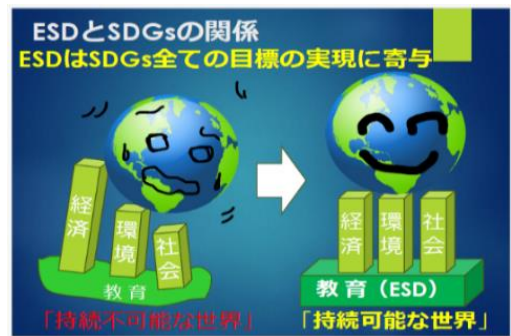 ESDとSDGsの関係
ESDはSDGs全ての目標の実現に寄与
経済
環境
社会
教育
「持続不可能な世界」
経済
環境
社会
教育（ESD）
「持続可能な世界」